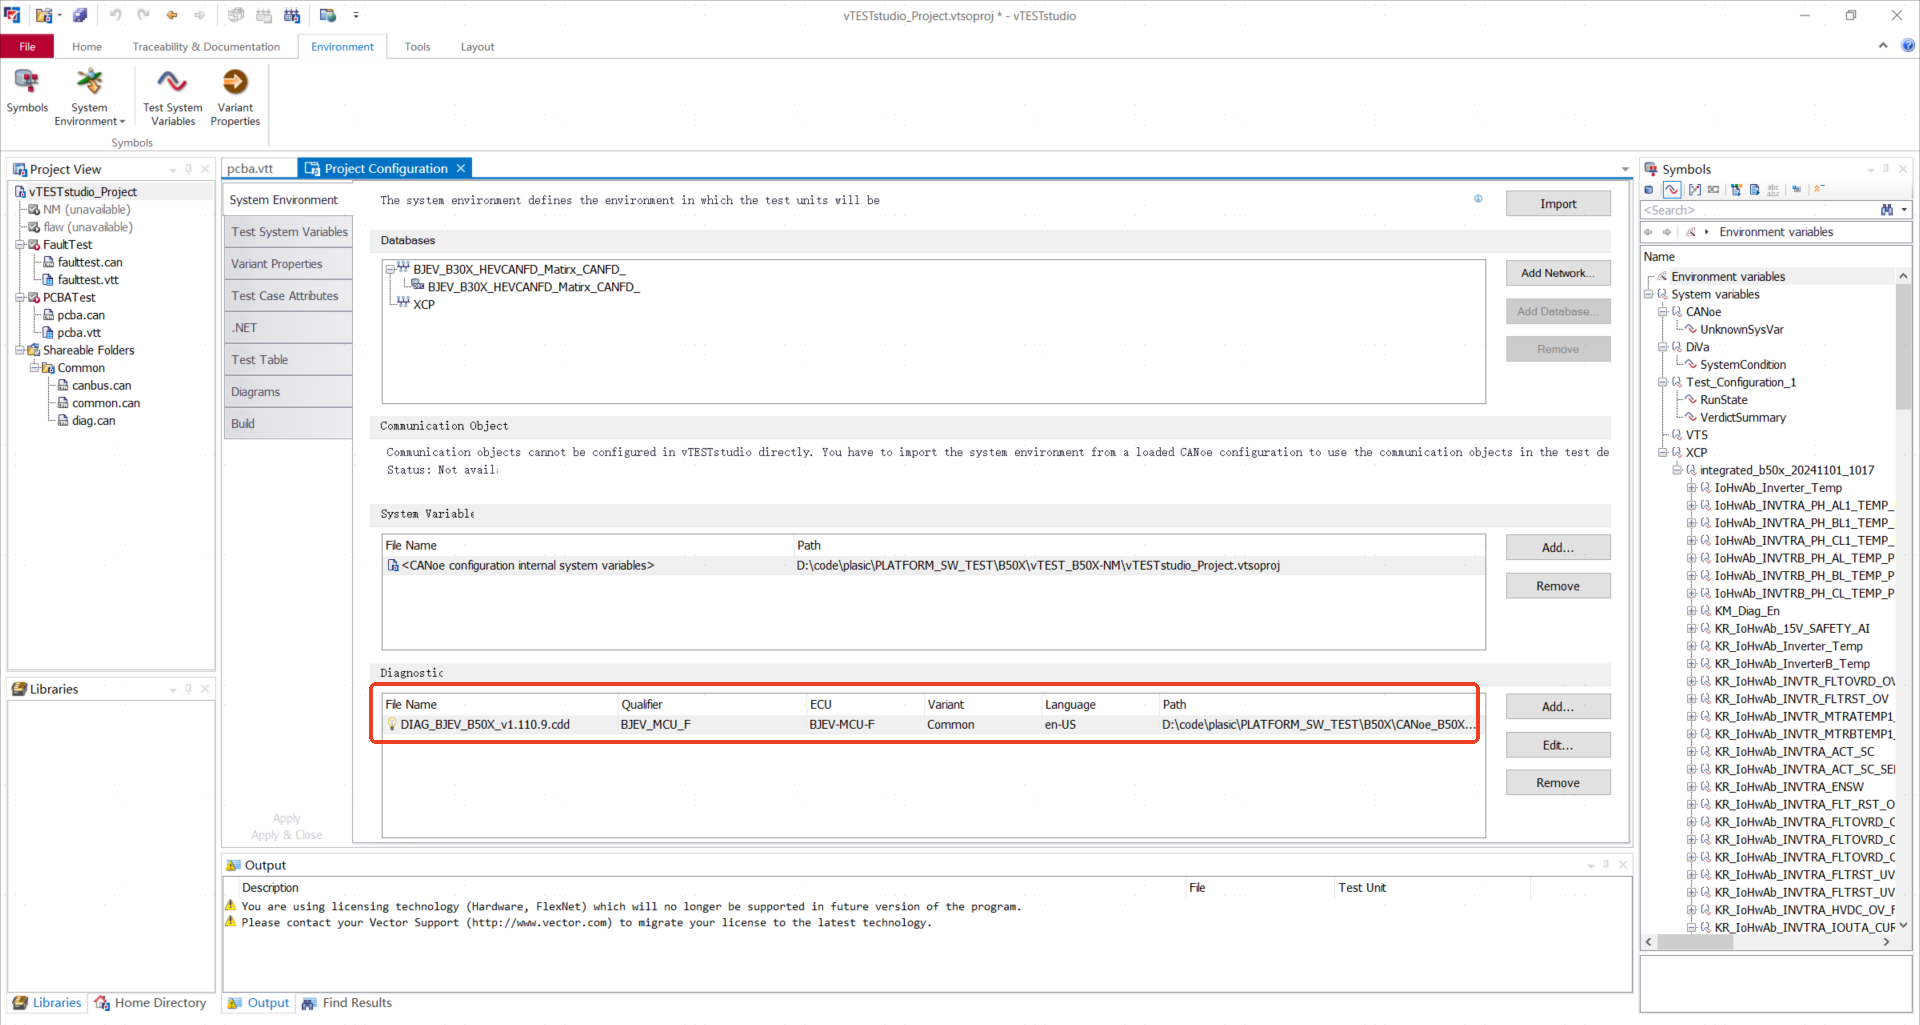 vTESTstudio_Project.vtsoproj * - vTESTstudio
File
Home
Traceability & Documentation
Environment
Tools
Layout
Symbols
System Environment
Test System Variables
Variant Properties
Symbols
Project View
vTESTstudio_Project
NM (unavailable)
flaw (unavailable)
FaultTest
faulttest.can
faulttest.vtt
PCBATest
pcba.can
pcba.vtt
Shareable Folders
Common
canbus.can
common.can
diag.can
Libraries
Libraries
Home Directory
pcba.vtt
Project Configuration
System Environment
Test System Variables
Variant Properties
Test Case Attributes
.NET
Test Table
Diagrams
Build
Apply
Apply & Close
The system environment defines the environment in which the test units will be
Import
Databases
BJEV_B30X_HEVCANFD_Matirx_CANFD_
BJEV_B30X_HEVCANFD_Matirx_CANFD_
XCP
Add Network...
Add Database...
Remove
Communication Object
Communication objects cannot be configured in vTESTstudio directly. You have to import the system environment from a loaded CANoe configuration to use the communication objects in the test de
Status: Not avail
System Variable
File Name Path
<CANoe configuration internal system variables> D:\code\plasic\PLATFORM_SW_TEST\B50X\vTEST_B50X-NM\vTESTstudio_Project.vtsoproj
Add...
Remove
Diagnostic
File Name Qualifier ECU Variant Language Path
DIAG_BJEV_B50X_v1.110.9.cdd BJEV_MCU_F BJEV-MCU-F Common en-US D:\code\plasic\PLATFORM_SW_TEST\B50X\CANoe_B50X...
Add...
Edit...
Remove
Output
Description File Test Unit
You are using licensing technology (Hardware, FlexNet) which will no longer be supported in future version of the program.
Please contact your Vector Support (http://www.vector.com) to migrate your license to the latest technology.
Output
Find Results
Symbols
<Search>
Environment variables
Name
Environment variables
System variables
CANoe
UnknownSysVar
DiVa
SystemCondition
Test_Configuration_1
RunState
VerdictSummary
VTS
XCP
integrated_b50x_20241101_1017
IoHwAb_Inverter_Temp
IoHwAb_INVTRA_PH_AL1_TEMP_
IoHwAb_INVTRA_PH_BL1_TEMP_
IoHwAb_INVTRA_PH_CL1_TEMP_
IoHwAb_INVTRB_PH_AL_TEMP_P
IoHwAb_INVTRB_PH_BL_TEMP_P
IoHwAb_INVTRB_PH_CL_TEMP_P
KM_Diag_En
KR_IoHwAb_15V_SAFETY_AI
KR_IoHwAb_Inverter_Temp
KR_IoHwAb_InverterB_Temp
KR_IoHwAb_INVTR_FLTOVRD_OV
KR_IoHwAb_INVTR_FLTRST_OV
KR_IoHwAb_INVTR_MTRATEMP1_
KR_IoHwAb_INVTR_MTRBTEMP1_
KR_IoHwAb_INVTRA_ACT_SC
KR_IoHwAb_INVTRA_ACT_SC_SEI
KR_IoHwAb_INVTRA_ENSW
KR_IoHwAb_INVTRA_FLT_RST_O
KR_IoHwAb_INVTRA_FLTOVRD_C
KR_IoHwAb_INVTRA_FLTOVRD_C
KR_IoHwAb_INVTRA_FLTOVRD_C
KR_IoHwAb_INVTRA_FLTRST_UV
KR_IoHwAb_INVTRA_FLTRST_UV
KR_IoHwAb_INVTRA_HVDC_OV_F
KR_IoHwAb_INVTRA_IOUTA_CUR